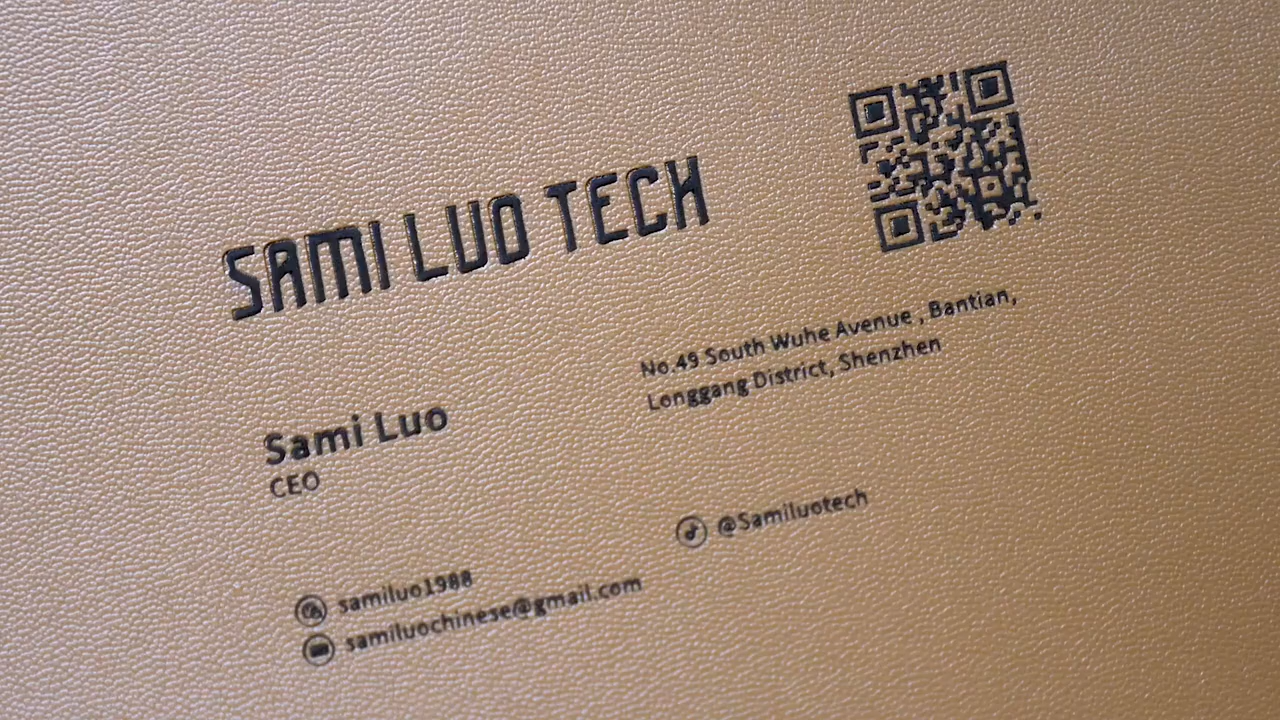 SAMI LUO TECH
No.49 South Wuhe Avenue , Bantian,
Longgang District, Shenzhen
Sami Luo
CEO
@Samiluotech
samiluo1988
samiluochinese@gmail.com